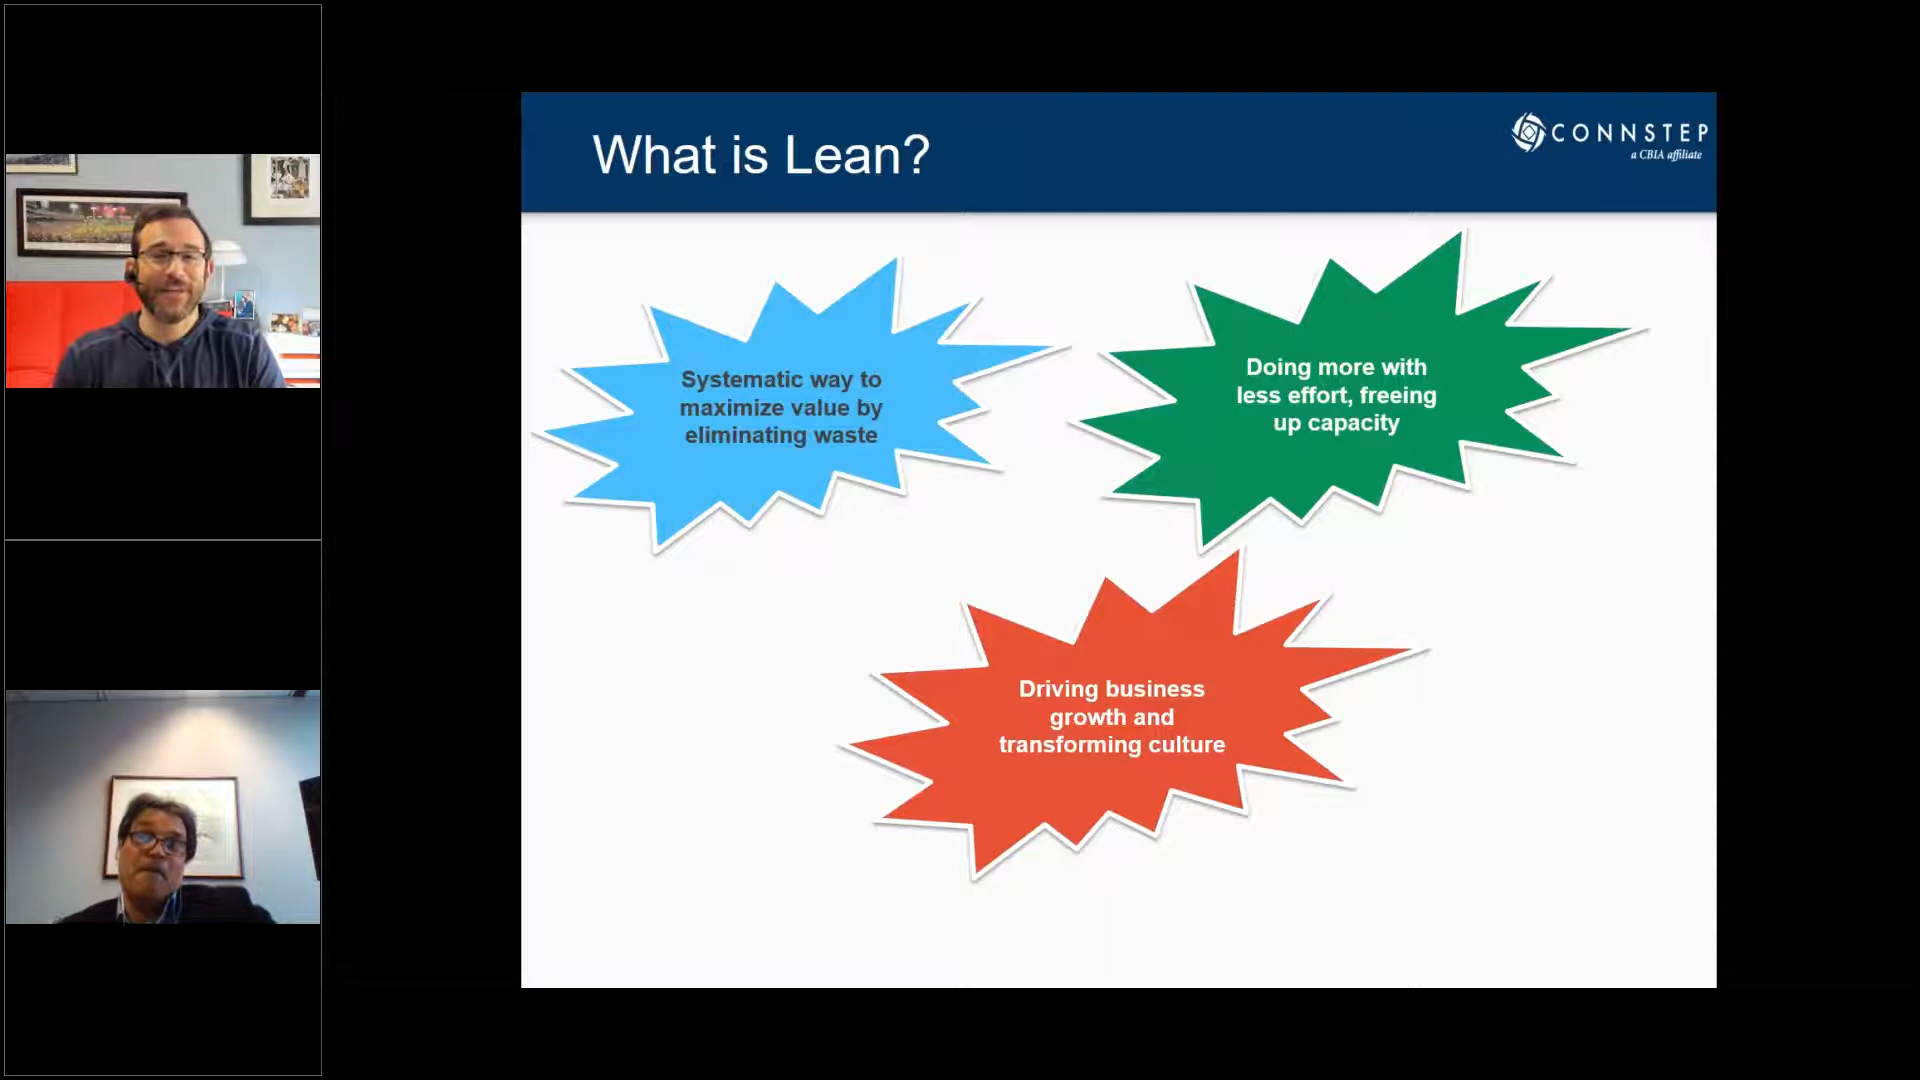 What is Lean?
CONNSTEP
a CBIA affiliate
Systematic way to
maximize value by
eliminating waste
Doing more with
less effort, freeing
up capacity
Driving business
growth and
transforming culture